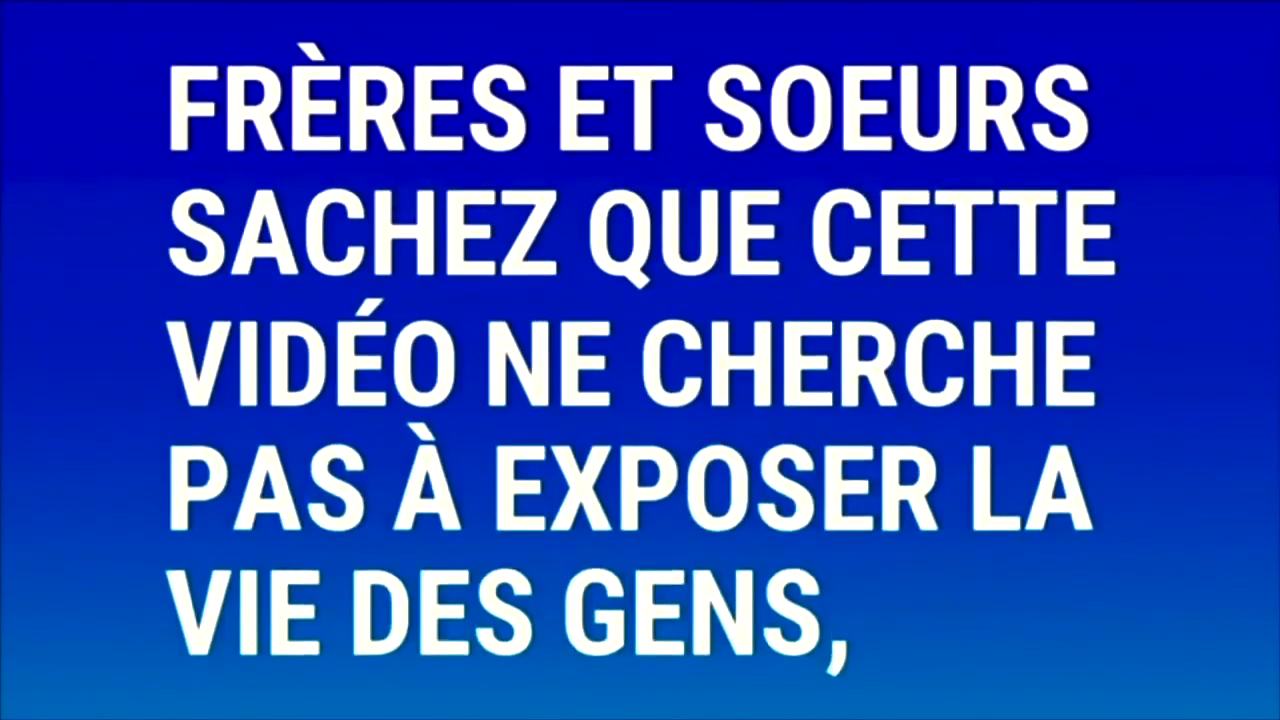 FRÈRES ET SOEURS
SACHEZ QUE CETTE
VIDÉO NE CHERCHE
PAS À EXPOSER LA
VIE DES GENS,